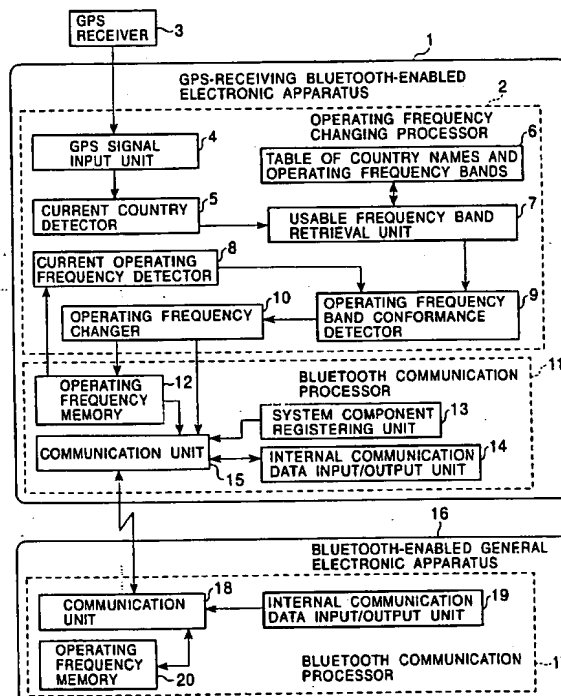 GPS
RECEIVER
3
1
GPS-RECEIVING BLUETOOTH-ENABLED
ELECTRONIC APPARATUS
2
OPERATING FREQUENCY
CHANGING PROCESSOR
4
GPS SIGNAL
INPUT UNIT
6
TABLE OF COUNTRY NAMES AND
OPERATING FREQUENCY BANDS
5
CURRENT COUNTRY
DETECTOR
7
USABLE FREQUENCY BAND
RETRIEVAL UNIT
8
CURRENT OPERATING
FREQUENCY DETECTOR
10
OPERATING FREQUENCY
CHANGER
9
OPERATING FREQUENCY
BAND CONFORMANCE
DETECTOR
11
BLUETOOTH COMMUNICATION
PROCESSOR
OPERATING
FREQUENCY
MEMORY
12
SYSTEM COMPONENT
REGISTERING UNIT
13
COMMUNICATION UNIT
15
INTERNAL COMMUNICATION
DATA INPUT/OUTPUT UNIT
14
16
BLUETOOTH-ENABLED GENERAL
ELECTRONIC APPARATUS
18
COMMUNICATION
UNIT
INTERNAL COMMUNICATION
DATA INPUT/OUTPUT UNIT
19
OPERATING
FREQUENCY
MEMORY
20
BLUETOOTH COMMUNICATION
PROCESSOR